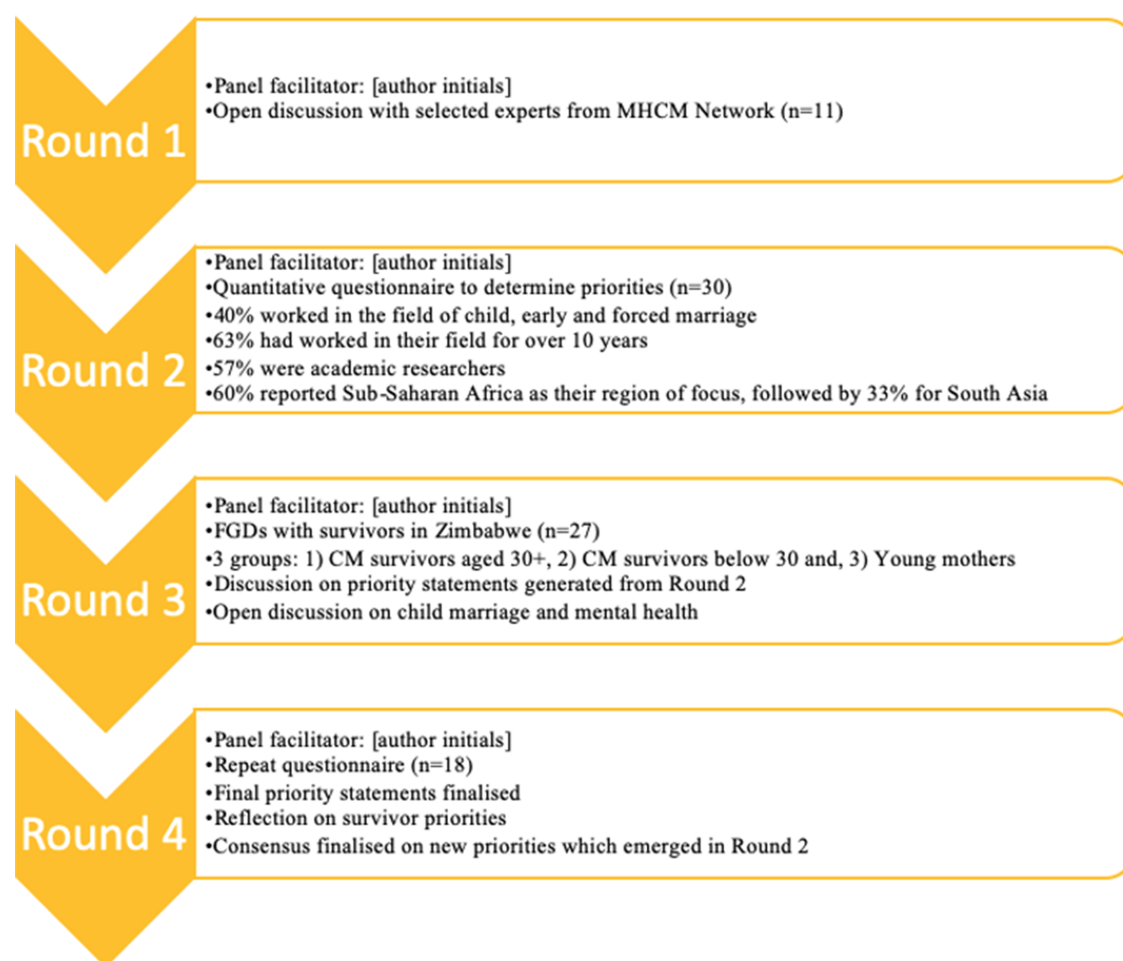 Round 1
•Panel facilitator: [author initials]
•Open discussion with selected experts from MHCM Network (n=11)
Round 2
•Panel facilitator: [author initials]
•Quantitative questionnaire to determine priorities (n=30)
•40% worked in the field of child, early and forced marriage
•63% had worked in their field for over 10 years
•57% were academic researchers
•60% reported Sub-Saharan Africa as their region of focus, followed by 33% for South Asia
Round 3
•Panel facilitator: [author initials]
•FGDs with survivors in Zimbabwe (n=27)
•3 groups: 1) CM survivors aged 30+, 2) CM survivors below 30 and, 3) Young mothers
•Discussion on priority statements generated from Round 2
•Open discussion on child marriage and mental health
Round 4
•Panel facilitator: [author initials]
•Repeat questionnaire (n=18)
•Final priority statements finalised
•Reflection on survivor priorities
•Consensus finalised on new priorities which emerged in Round 2